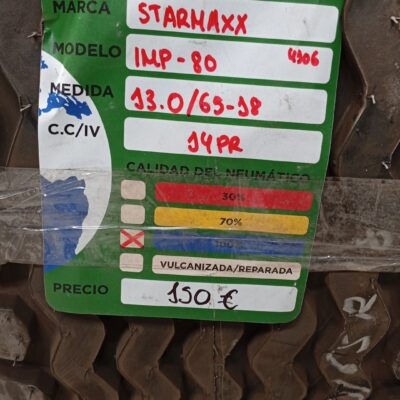 MARCA STARMAXX
MODELO IMP-80 4306
MEDIDA 13.0/65-18
C.C/IV 14PR
CALIDAD DEL NEUMÁTICO
30%
70%
100%
VULCANIZADA/REPARADA
PRECIO 150 €